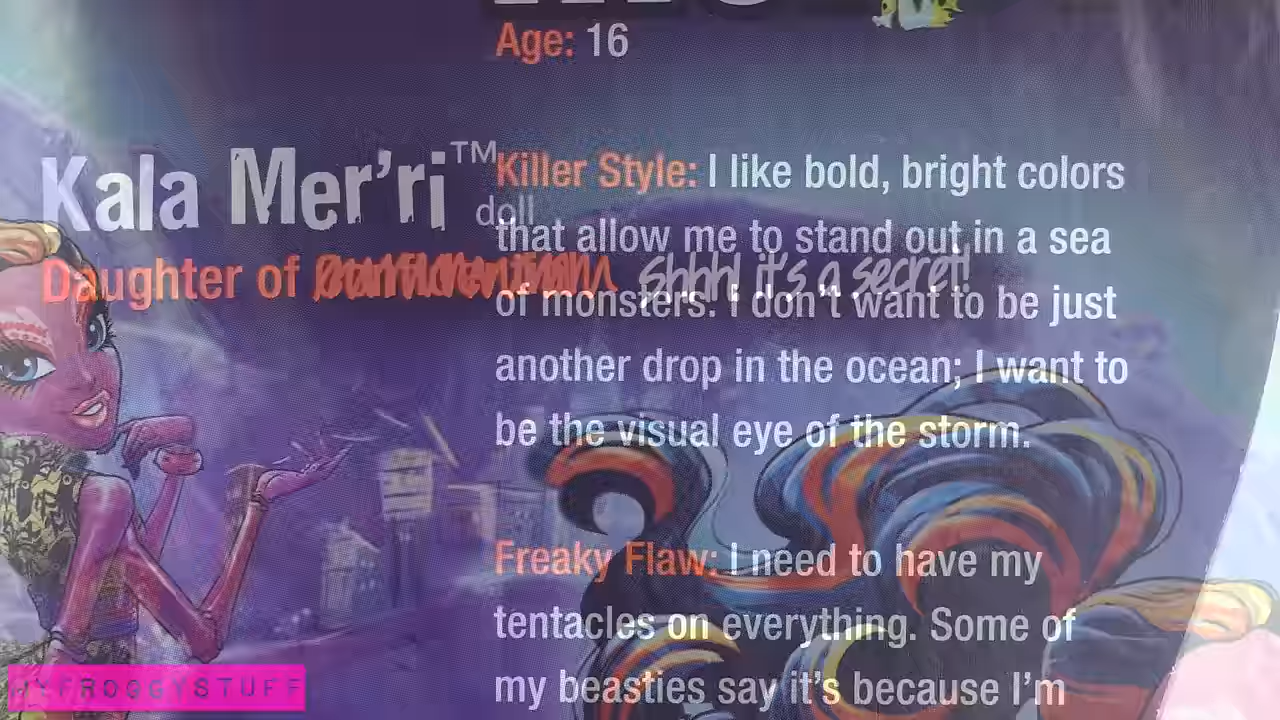 Age: 16
Kala Mer'ri™
doll
Daughter of
shhh! it's a secret!
Killer Style: I like bold, bright colors
that allow me to stand out in a sea
of monsters. I don't want to be just
another drop in the ocean; I want to
be the visual eye of the storm.
Freaky Flaw: I need to have my
tentacles on everything. Some of
my beasties say it's because I'm
MYFROGGYSTUFF